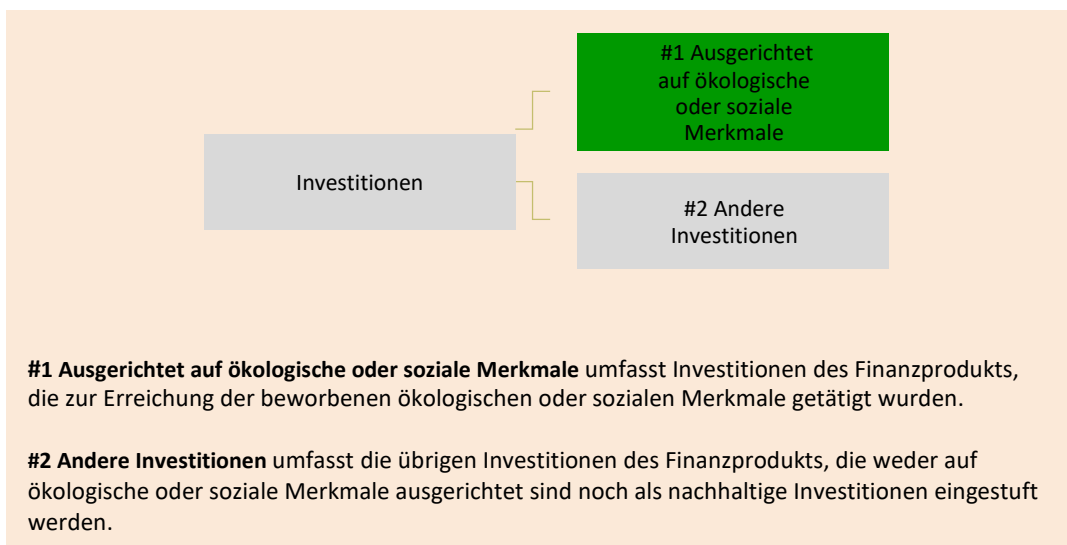 #1 Ausgerichtet
auf ökologische
oder soziale
Merkmale
Investitionen
#2 Andere
Investitionen
#1 Ausgerichtet auf ökologische oder soziale Merkmale umfasst Investitionen des Finanzprodukts,
die zur Erreichung der beworbenen ökologischen oder sozialen Merkmale getätigt wurden.
#2 Andere Investitionen umfasst die übrigen Investitionen des Finanzprodukts, die weder auf
ökologische oder soziale Merkmale ausgerichtet sind noch als nachhaltige Investitionen eingestuft
werden.